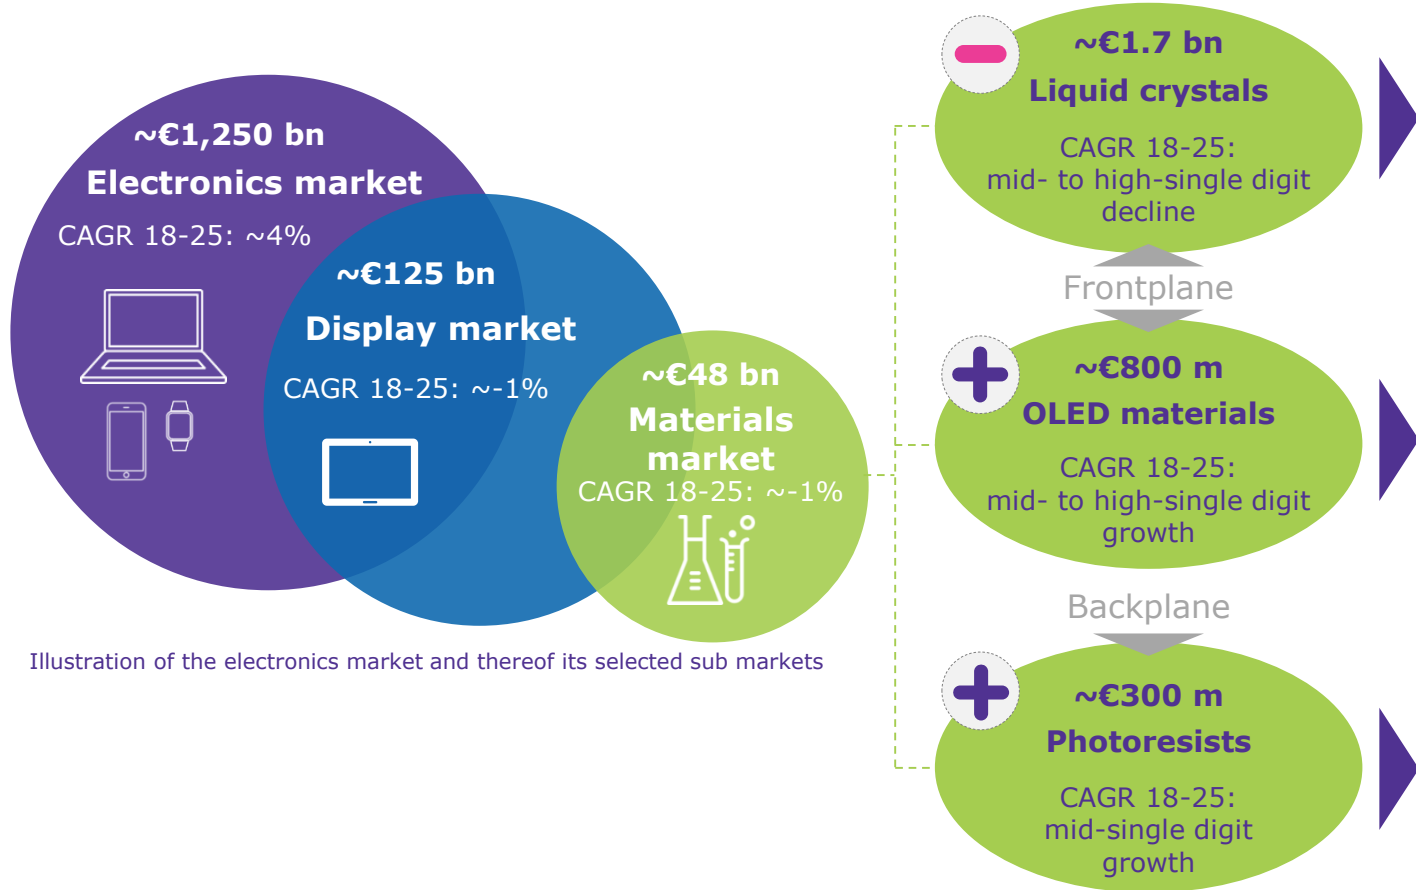 ~€1,250 bn
Electronics market
CAGR 18-25: ~4%
~€125 bn
Display market
CAGR 18-25: ~-1%
~€48 bn
Materials
market
CAGR 18-25: ~-1%
Illustration of the electronics market and thereof its selected sub markets
~€1.7 bn
Liquid crystals
CAGR 18-25:
mid- to high-single digit
decline
Frontplane
~€800 m
OLED materials
CAGR 18-25:
mid- to high-single digit
growth
Backplane
~€300 m
Photoresists
CAGR 18-25:
mid-single digit
growth